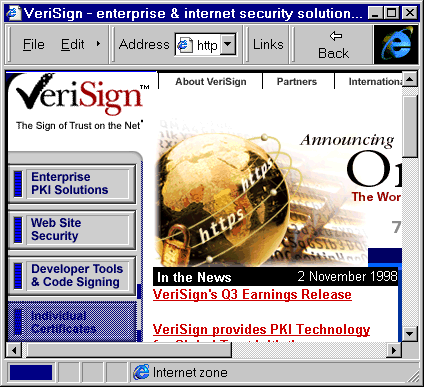 VeriSign - enterprise & internet security solution...
File Edit Address http Links Back
VeriSign™
The Sign of Trust on the Net
About VeriSign Partners Internation
Announcing
On
The Wor
7
https https
https
Enterprise
PKI Solutions
Web Site
Security
Developer Tools
& Code Signing
Individual
Certificates
In the News 2 November 1998
VeriSign's Q3 Earnings Release
VeriSign provides PKI Technology
Internet zone